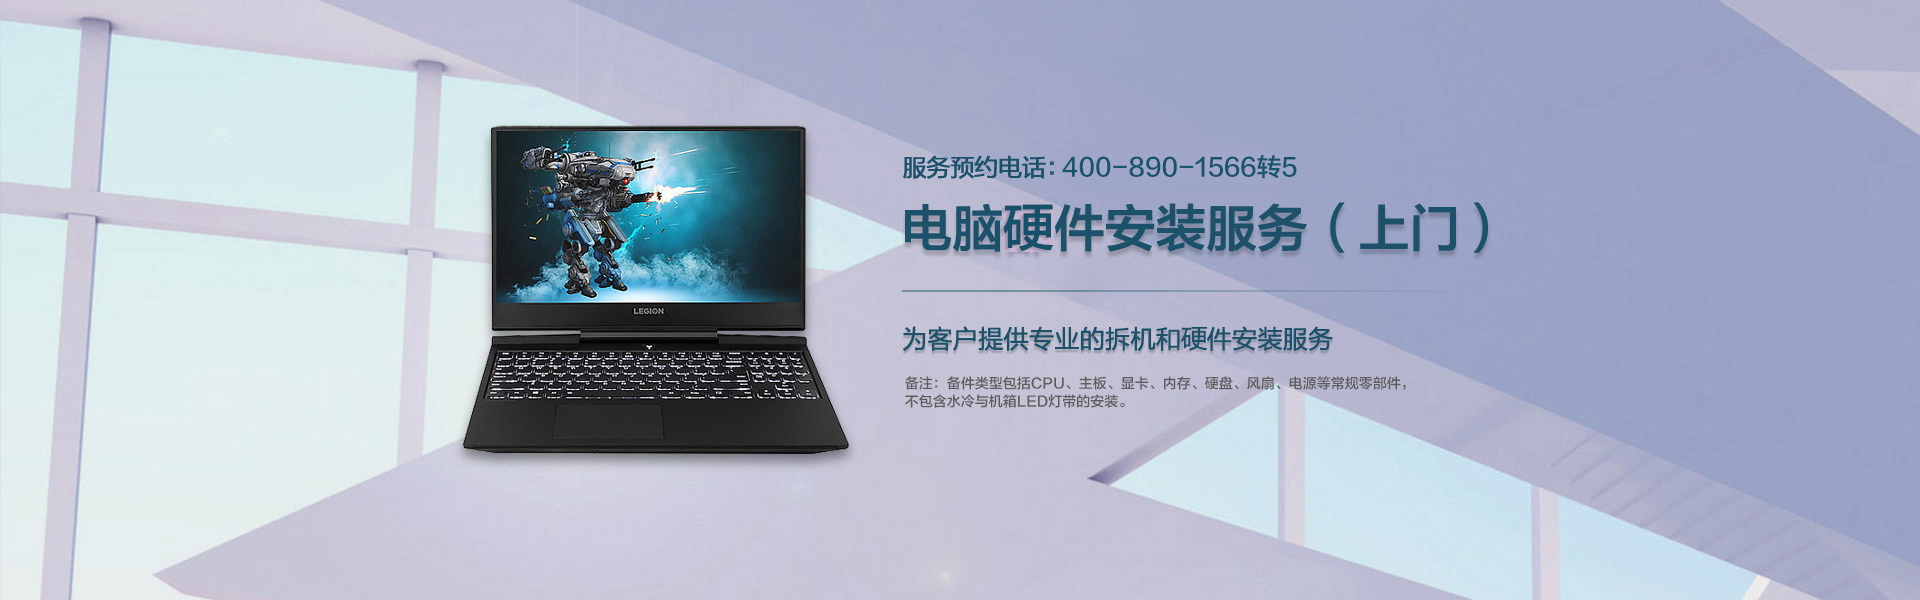 服务预约电话: 400-890-1566转5
电脑硬件安装服务（上门）
LEGION
为客户提供专业的拆机和硬件安装服务
备注：备件类型包括CPU、主板、显卡、内存、硬盘、风扇、电源等常规零部件，
不包含水冷与机箱LED灯带的安装。